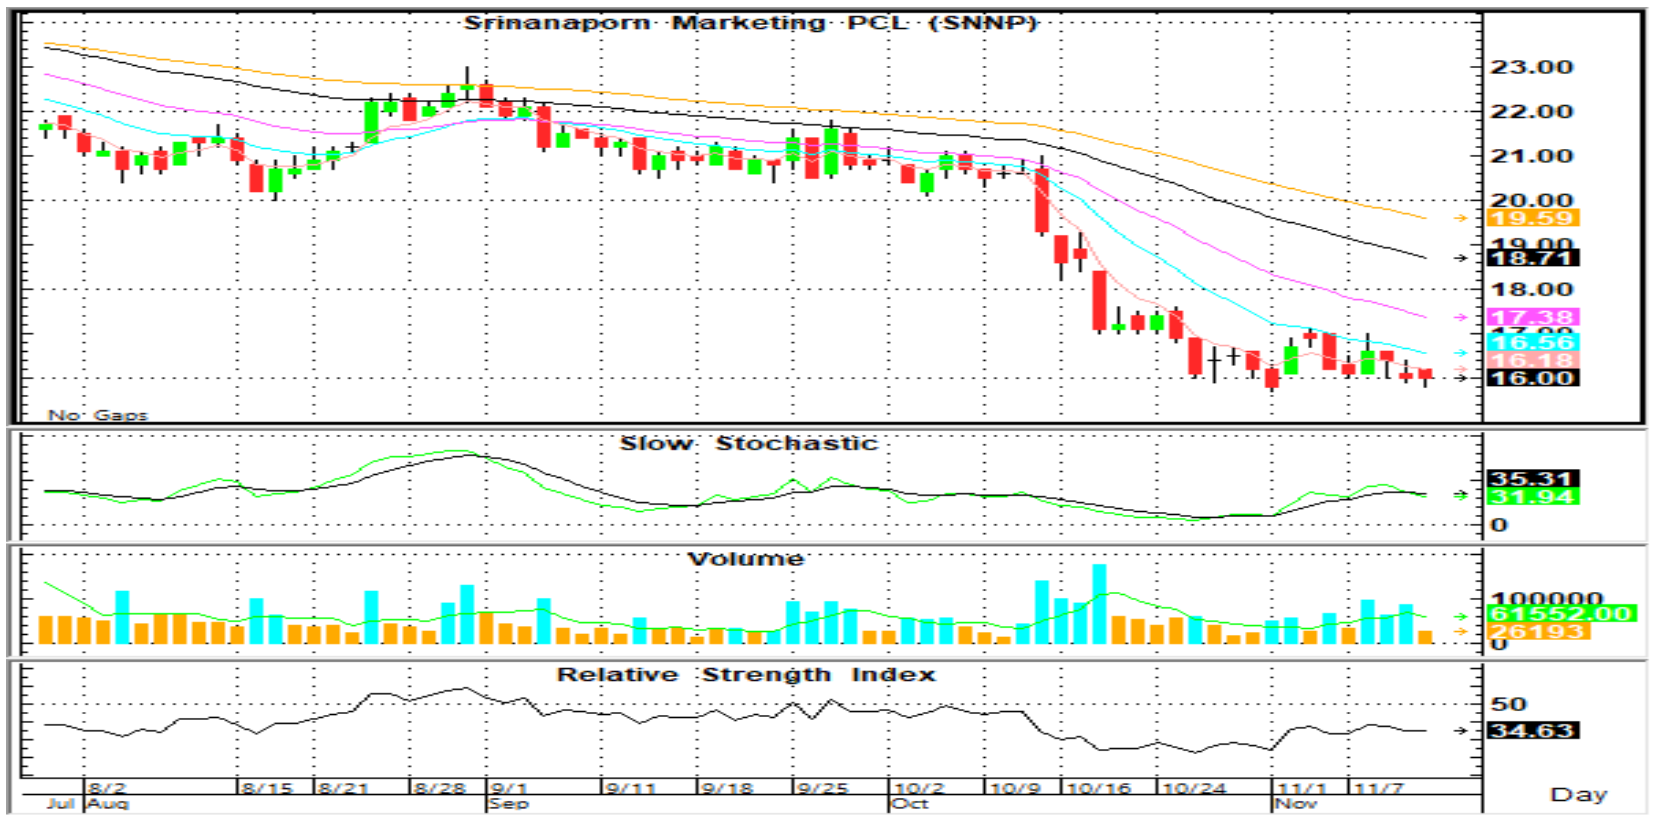 Srinanaporn Marketing PCL (SNNP)
23.00
22.00
21.00
20.00
19.59
19.00
18.71
18.00
17.38
17.00
16.56
16.18
16.00
No Gaps
Slow Stochastic
35.31
31.94
0
Volume
100000
61552.00
26193
0
Relative Strength Index
50
34.63
8/2 8/15 8/21 8/28 9/1 9/11 9/18 9/25 10/2 10/9 10/16 10/24 11/1 11/7
Jul Aug Sep Oct Nov
Day